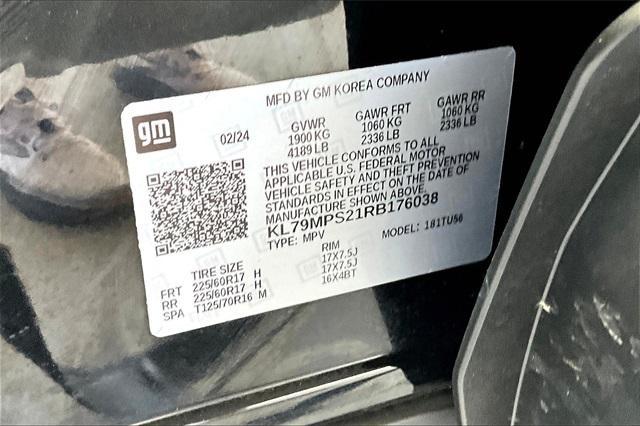 MFD BY GM KOREA COMPANY
gm
02/24
GVWR GAWR FRT GAWR RR
1900 KG 1060 KG 1060 KG
4189 LB 2336 LB 2336 LB
THIS VEHICLE CONFORMS TO ALL
APPLICABLE U.S. FEDERAL MOTOR
VEHICLE SAFETY AND THEFT PREVENTION
STANDARDS IN EFFECT ON THE DATE OF
MANUFACTURE SHOWN ABOVE.
KL79MPS21RB176038
TYPE: MPV MODEL: 181TU56
TIRE SIZE RIM
FRT 225/60R17 H 17X7.5J
RR 225/60R17 H 17X7.5J
SPA T125/70R16 M 16X4BT